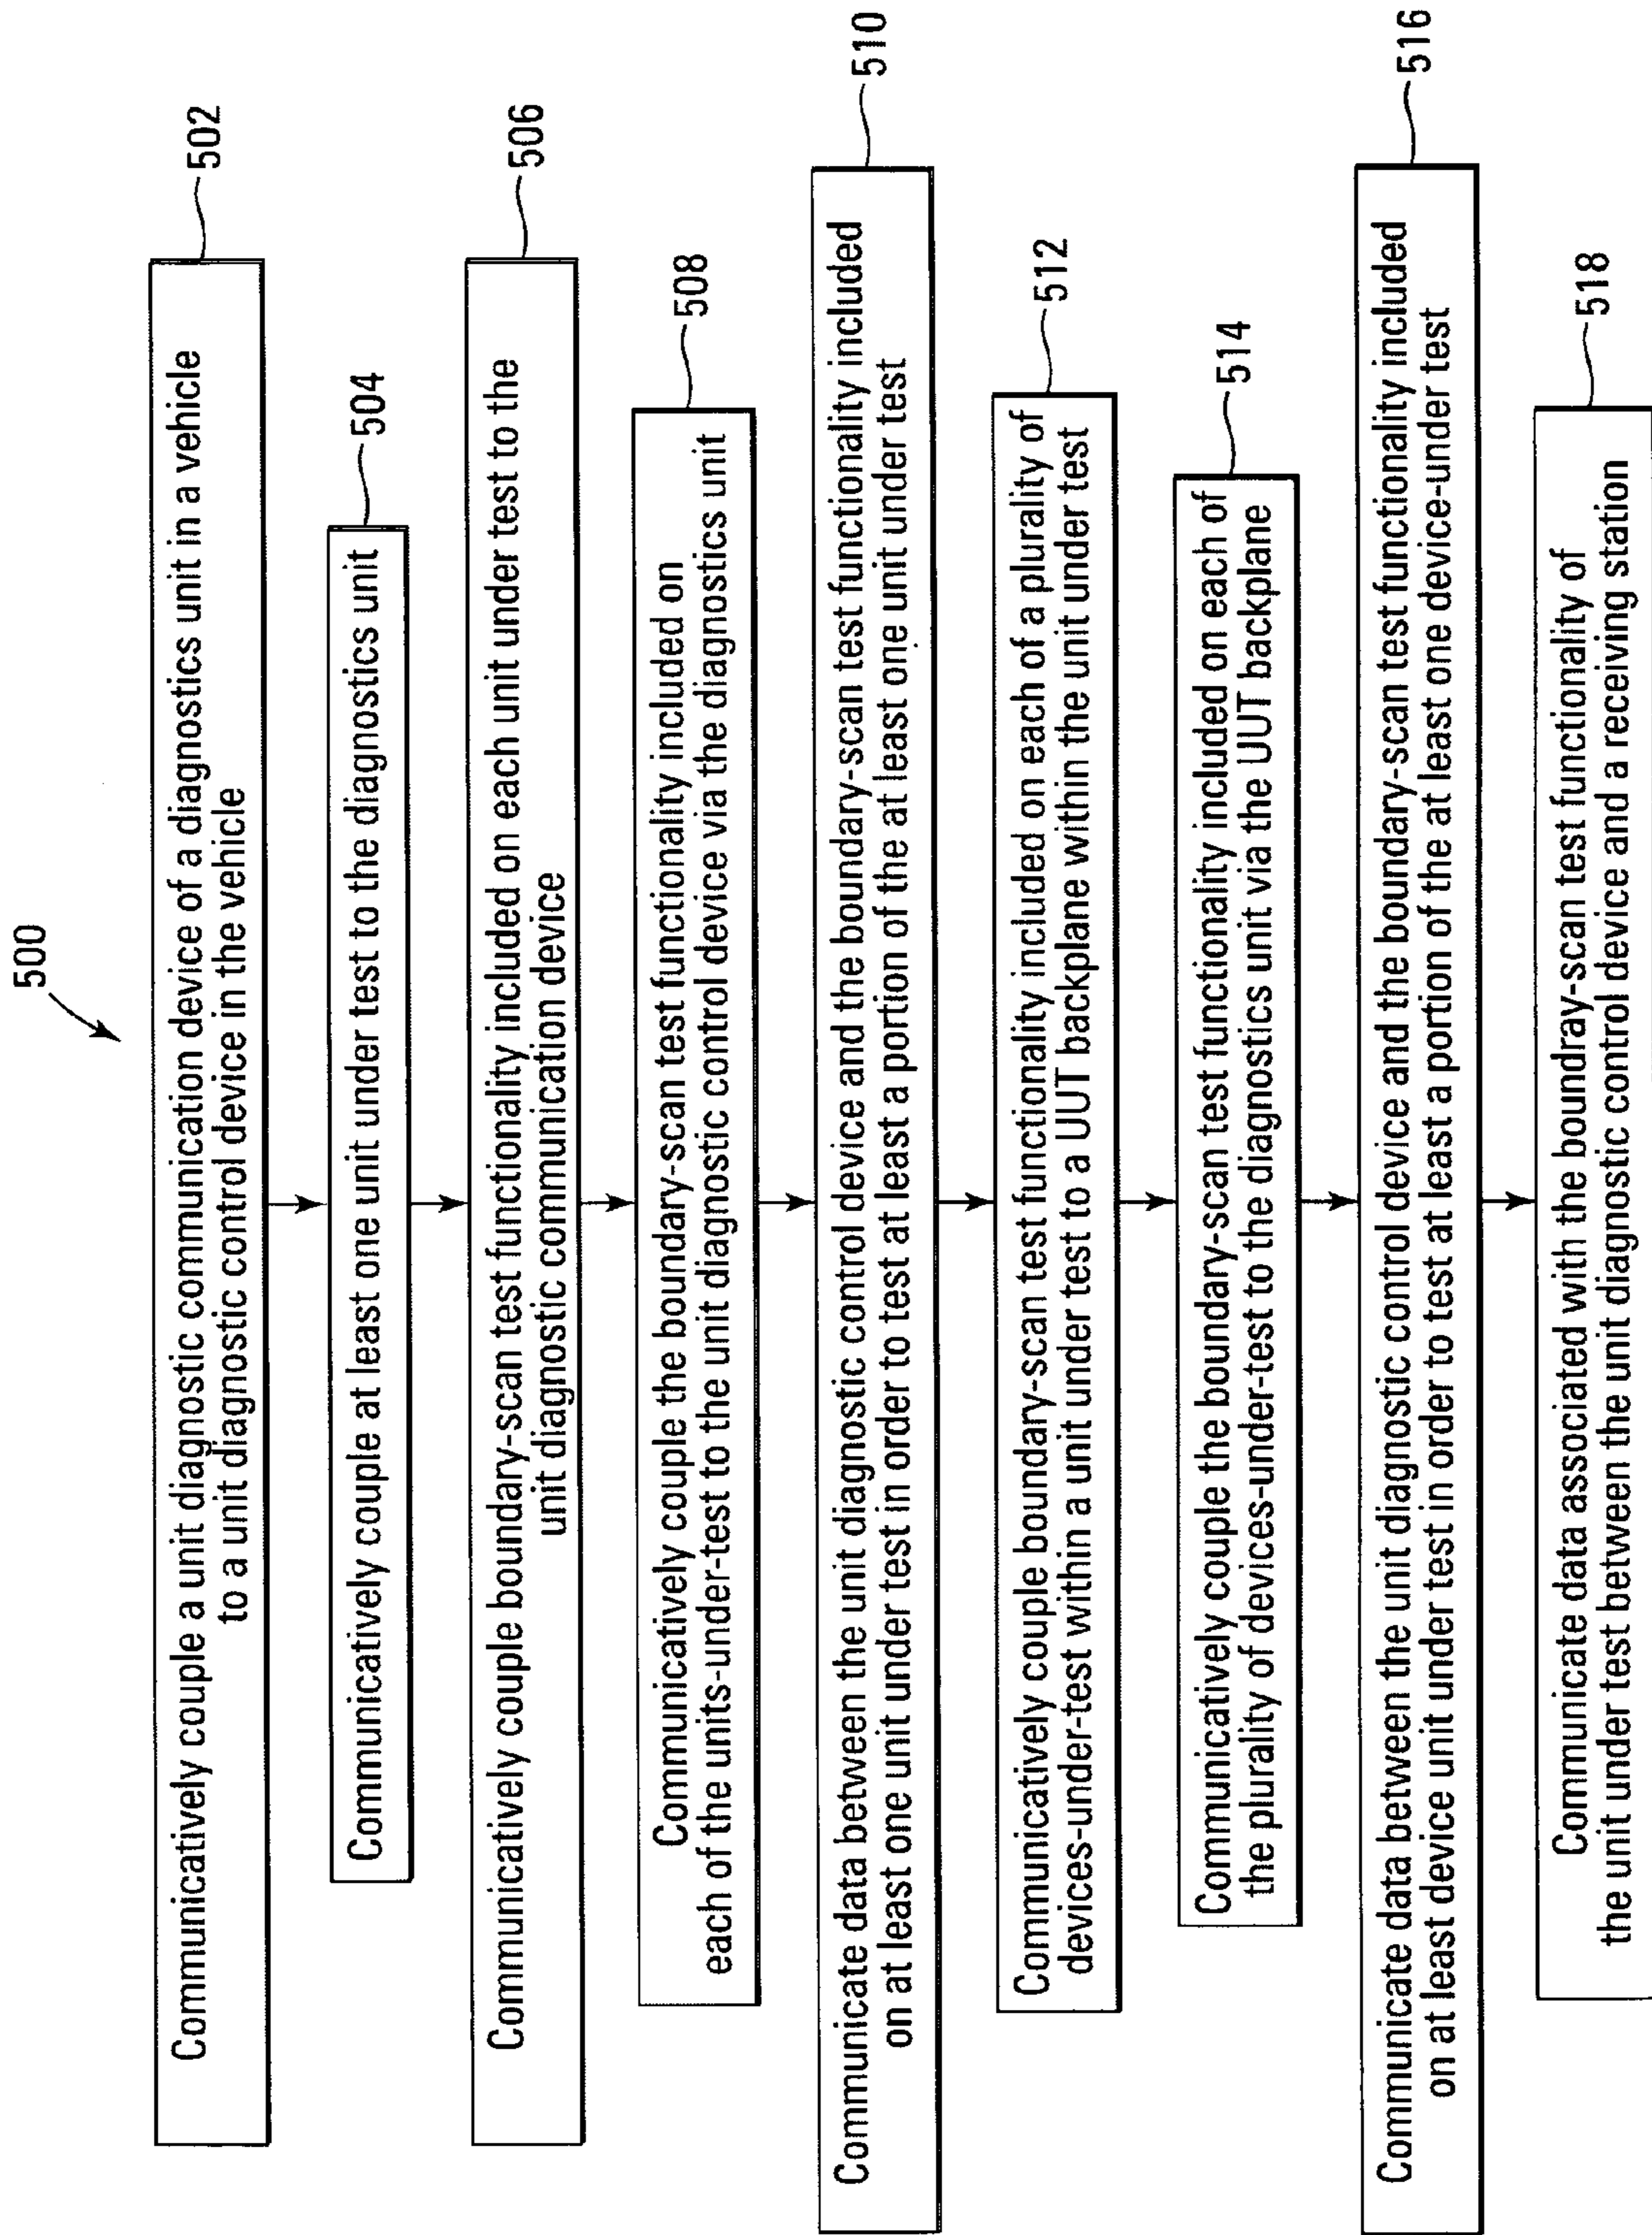 500
Communicatively couple a unit diagnostic communication device of a diagnostics unit in a vehicle
to a unit diagnostic control device in the vehicle
502
Communicatively couple at least one unit under test to the diagnostics unit
504
Communicatively couple boundary-scan test functionality included on each unit under test to the
unit diagnostic communication device
506
Communicatively couple the boundary-scan test functionality included on
each of the units-under-test to the unit diagnostic control device via the diagnostics unit
508
Communicate data between the unit diagnostic control device and the boundary-scan test functionality included
on at least one unit under test in order to test at least a portion of the at least one unit under test
510
Communicatively couple boundary-scan test functionality included on each of a plurality of
devices-under-test within a unit under test to a UUT backplane within the unit under test
512
Communicatively couple the boundary-scan test functionality included on each of
the plurality of devices-under-test to the diagnostics unit via the UUT backplane
514
Communicate data between the unit diagnostic control device and the boundary-scan test functionality included
on at least device unit under test in order to test at least a portion of the at least one device-under test
516
Communicate data associated with the boundray-scan test functionality of
the unit under test between the unit diagnostic control device and a receiving station
518